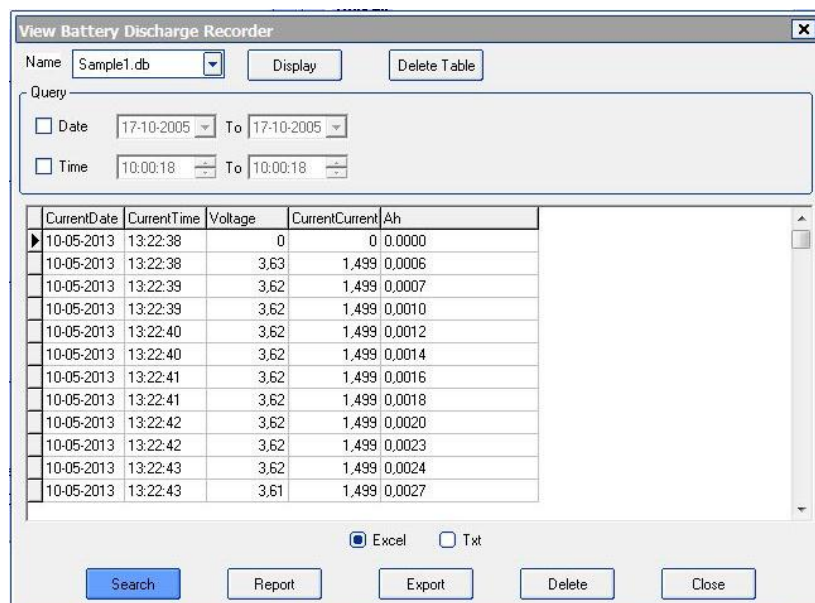 View Battery Discharge Recorder
Name Sample1.db Display Delete Table
Query
Date 17-10-2005 To 17-10-2005
Time 10:00:18 To 10:00:18
CurrentDate CurrentTime Voltage CurrentCurrent Ah
10-05-2013 13:22:38 0 0 0.0000
10-05-2013 13:22:38 3,63 1,499 0,0006
10-05-2013 13:22:39 3,62 1,499 0,0007
10-05-2013 13:22:39 3,62 1,499 0,0010
10-05-2013 13:22:40 3,62 1,499 0,0012
10-05-2013 13:22:40 3,62 1,499 0,0014
10-05-2013 13:22:41 3,62 1,499 0,0016
10-05-2013 13:22:41 3,62 1,499 0,0018
10-05-2013 13:22:42 3,62 1,499 0,0020
10-05-2013 13:22:42 3,62 1,499 0,0023
10-05-2013 13:22:43 3,62 1,499 0,0024
10-05-2013 13:22:43 3,61 1,499 0,0027
Excel Txt
Search Report Export Delete Close